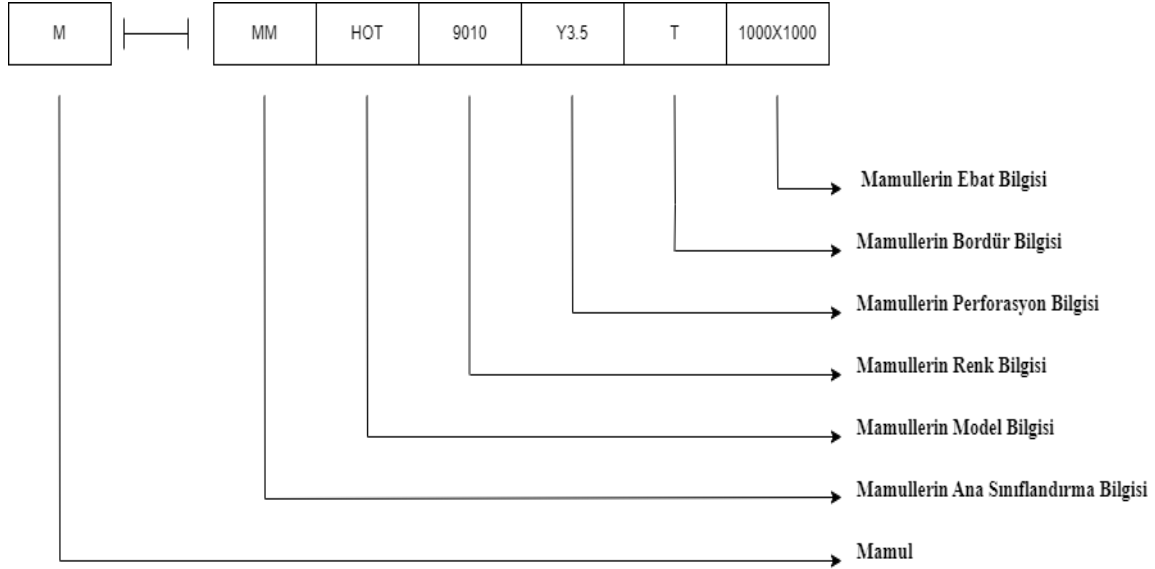 M MM HOT 9010 Y3.5 T 1000X1000
Mamullerin Ebat Bilgisi
Mamullerin Bordür Bilgisi
Mamullerin Perforasyon Bilgisi
Mamullerin Renk Bilgisi
Mamullerin Model Bilgisi
Mamullerin Ana Sınıflandırma Bilgisi
Mamul